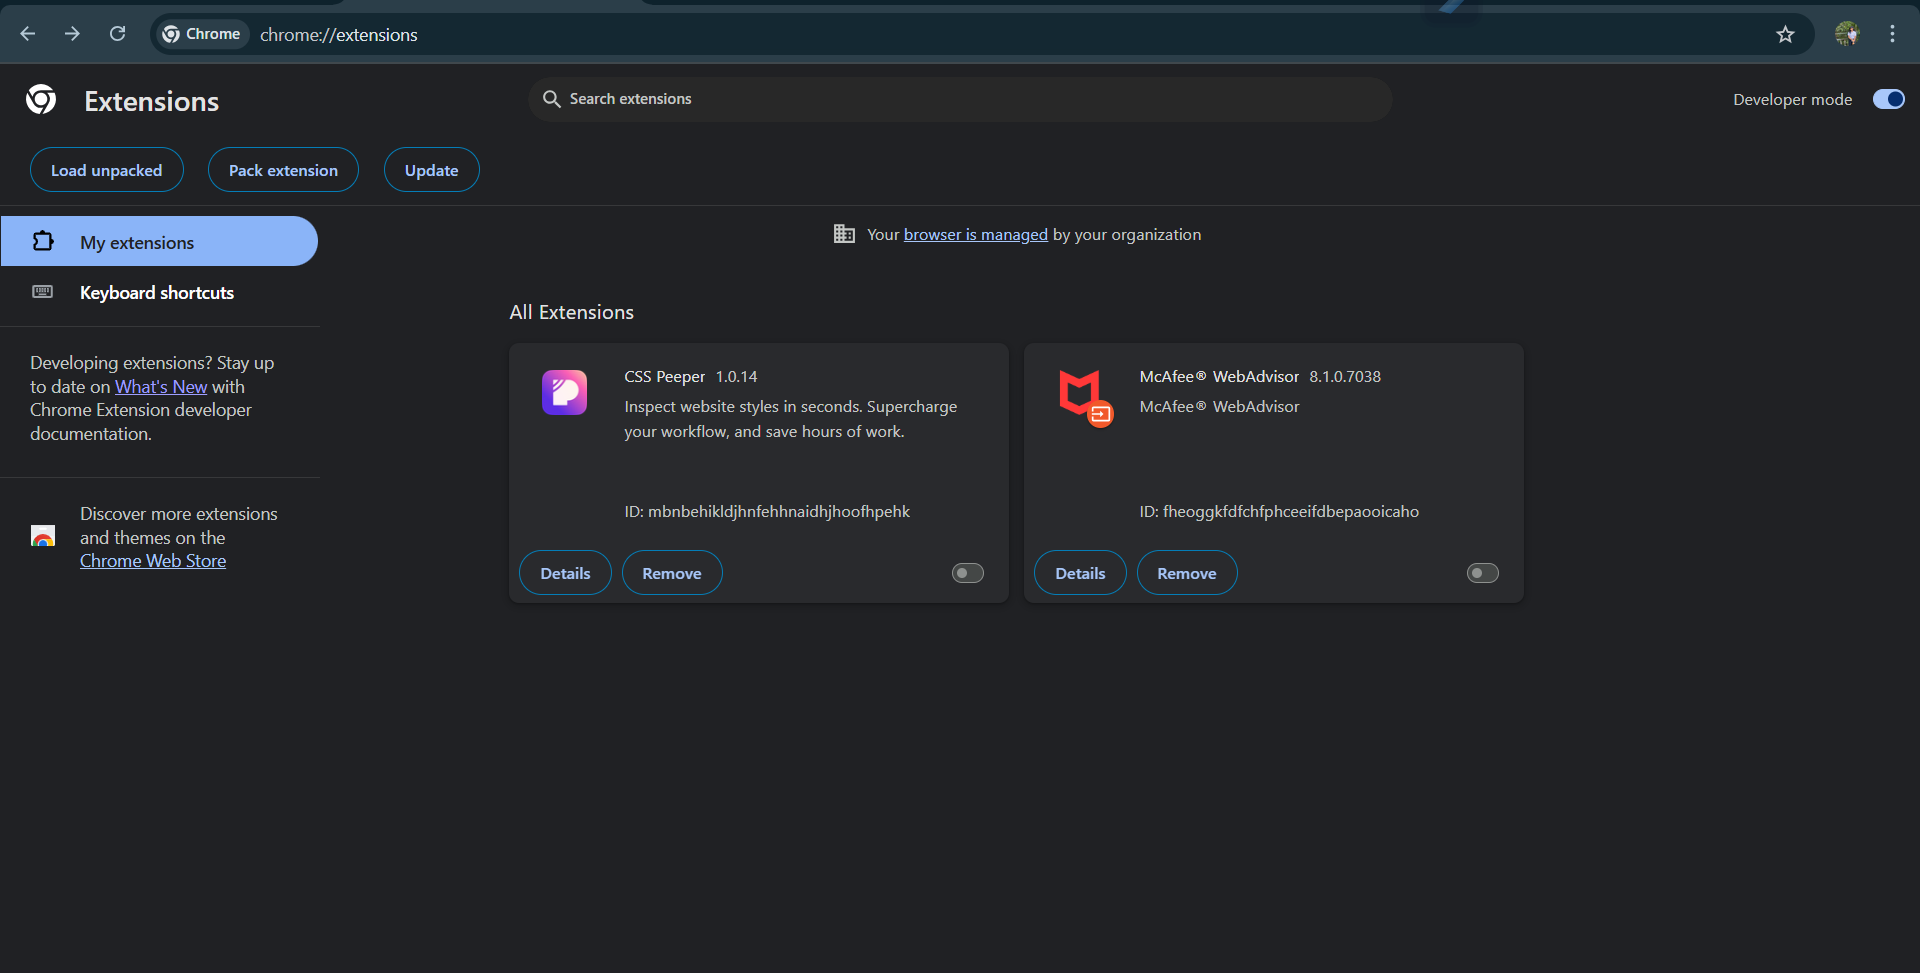 Chrome
chrome://extensions
Extensions
Search extensions
Developer mode
Load unpacked
Pack extension
Update
My extensions
Keyboard shortcuts
Developing extensions? Stay up
to date on What's New with
Chrome Extension developer
documentation.
Discover more extensions
and themes on the
Chrome Web Store
Your browser is managed by your organization
All Extensions
CSS Peeper 1.0.14
Inspect website styles in seconds. Supercharge
your workflow, and save hours of work.
ID: mbnbehikldjhnfehhnaidhjhoofhpehk
Details
Remove
McAfee® WebAdvisor 8.1.0.7038
McAfee® WebAdvisor
ID: fheoggkfdfchfphceeifdbepaooicaho
Details
Remove